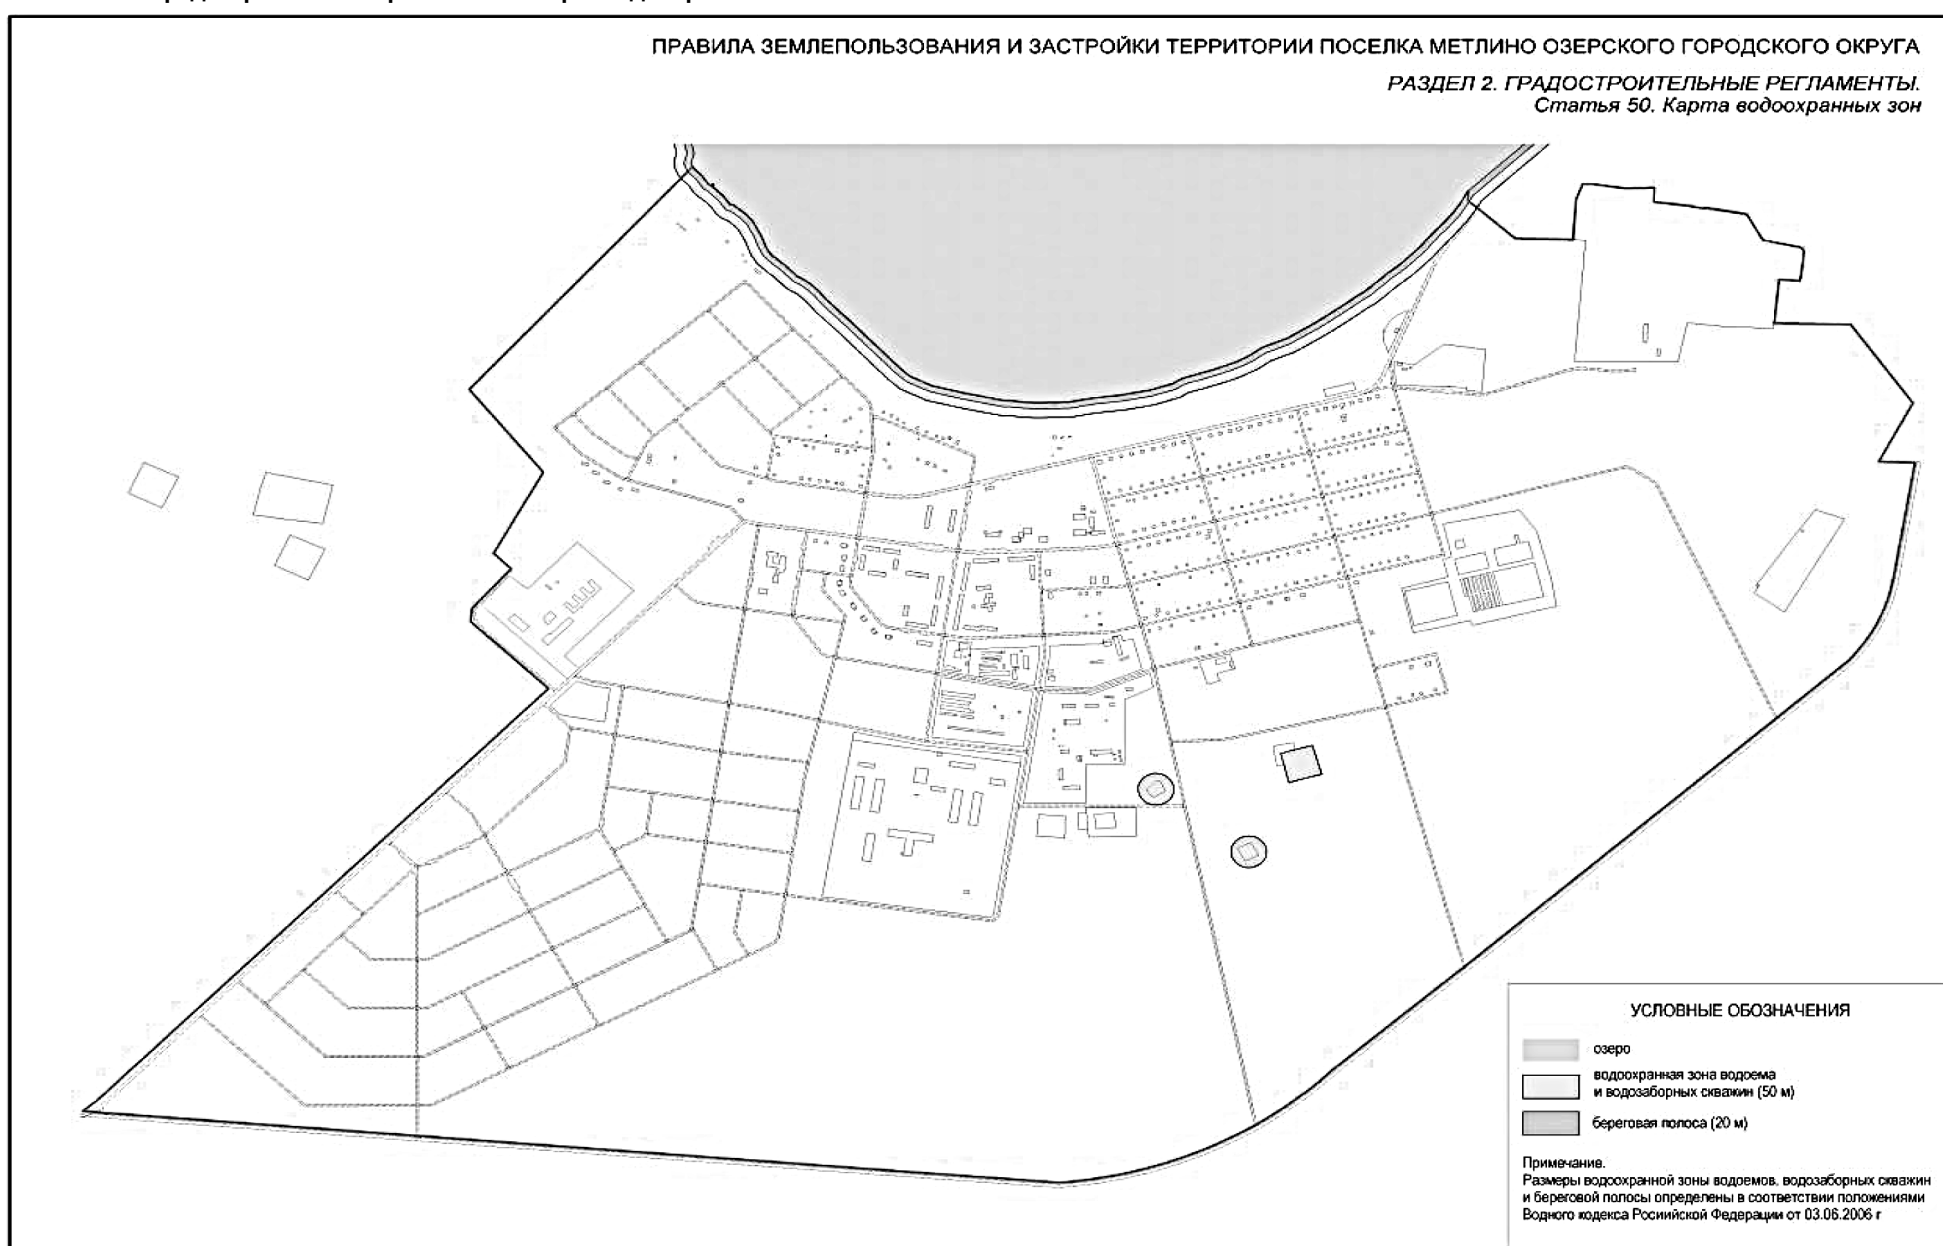 ПРАВИЛА ЗЕМЛЕПОЛЬЗОВАНИЯ И ЗАСТРОЙКИ ТЕРРИТОРИИ ПОСЕЛКА МЕТЛИНО ОЗЕРСКОГО ГОРОДСКОГО ОКРУГА
РАЗДЕЛ 2. ГРАДОСТРОИТЕЛЬНЫЕ РЕГЛАМЕНТЫ.
Статья 50. Карта водоохранных зон
УСЛОВНЫЕ ОБОЗНАЧЕНИЯ
озеро
водоохранная зона водоема
и водозаборных скважин (50 м)
береговая полоса (20 м)
Примечание.
Размеры водоохранной зоны водоемов, водозаборных скважин
и береговой полосы определены в соответствии положениями
Водного кодекса Росиийской Федерации от 03.06.2006 г